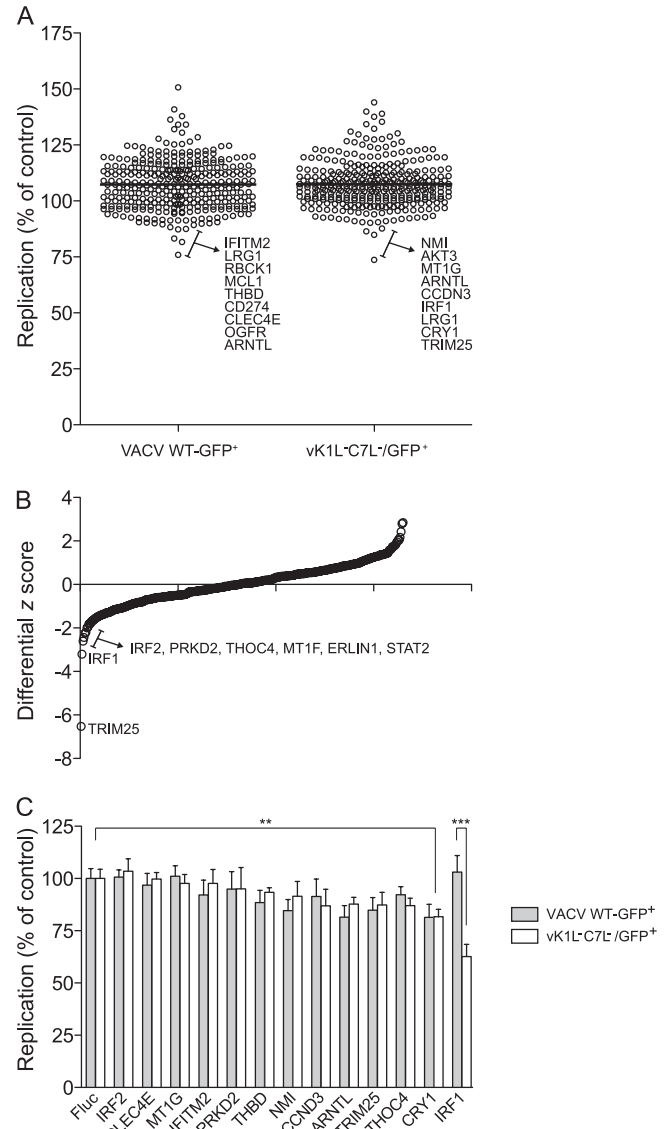 A
175
150
125
100
75
50
25
0
Replication (% of control)
IFITM2
LRG1
RBCK1
MCL1
THBD
CD274
CLEC4E
OGFR
ARNTL
NMI
AKT3
MT1G
ARNTL
CCDN3
IRF1
LRG1
CRY1
TRIM25
VACV WT-GFP+
vK1L-C7L-/GFP+
B
4
2
0
-2
-4
-6
-8
Differential z score
IRF2, PRKD2, THOC4, MT1F, ERLIN1, STAT2
IRF1
TRIM25
C
125
100
75
50
25
0
Replication (% of control)
**
***
VACV WT-GFP+
vK1L-C7L-/GFP+
Fluc
IRF2
CLEC4E
MT1G
IFITM2
PRKD2
THBD
NMI
CCND3
ARNTL
TRIM25
THOC4
CRY1
IRF1